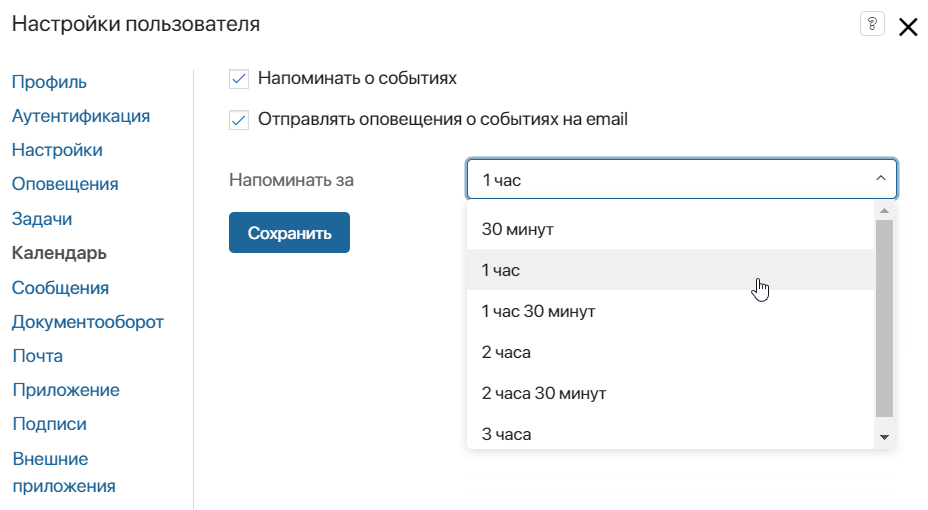 Настройки пользователя
?
Профиль
Аутентификация
Настройки
Оповещения
Задачи
Календарь
Сообщения
Документооборот
Почта
Приложение
Подписи
Внешние
приложения
Напоминать о событиях
Отправлять оповещения о событиях на email
Напоминать за
1 час
Сохранить
30 минут
1 час
1 час 30 минут
2 часа
2 часа 30 минут
3 часа